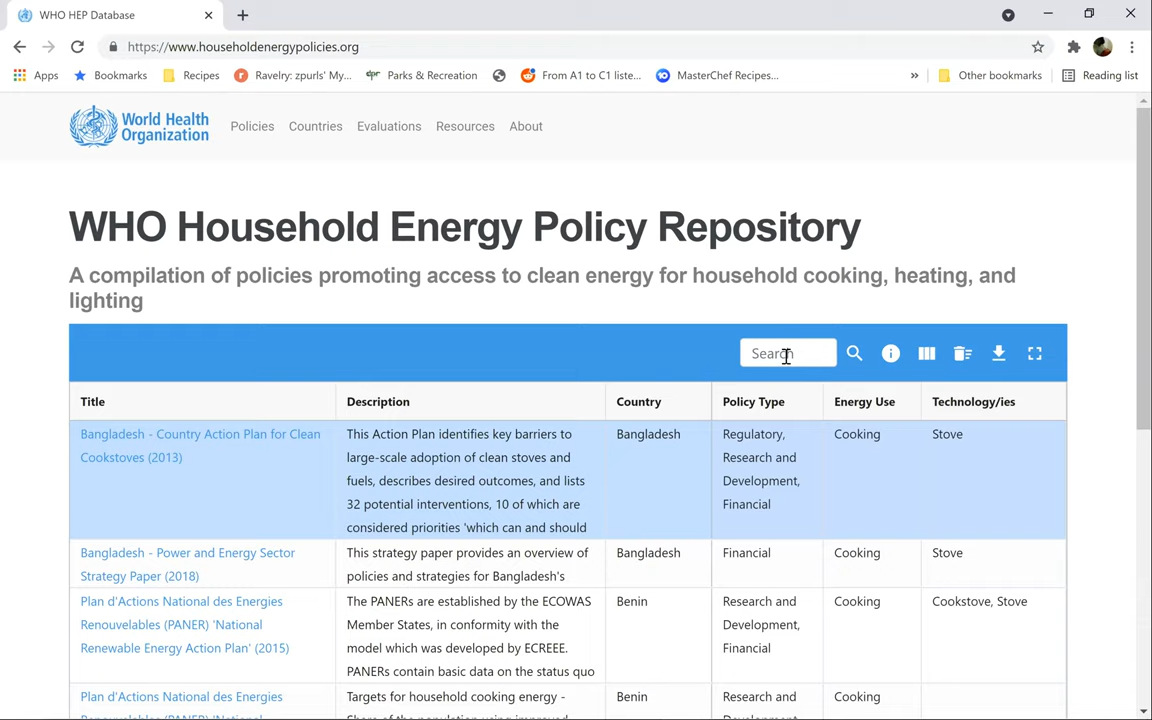 WHO HEP Database
https://www.householdenergypolicies.org
Apps
Bookmarks
Recipes
Ravelry: zpurls' My...
Parks & Recreation
From A1 to C1 liste...
MasterChef Recipes...
»
Other bookmarks
Reading list
World Health
Organization
Policies
Countries
Evaluations
Resources
About
WHO Household Energy Policy Repository
A compilation of policies promoting access to clean energy for household cooking, heating, and
lighting
Search
Title
Description
Country
Policy Type
Energy Use
Technology/ies
Bangladesh - Country Action Plan for Clean
Cookstoves (2013)
This Action Plan identifies key barriers to
large-scale adoption of clean stoves and
fuels, describes desired outcomes, and lists
32 potential interventions, 10 of which are
considered priorities 'which can and should
Bangladesh
Regulatory,
Research and
Development,
Financial
Cooking
Stove
Bangladesh - Power and Energy Sector
Strategy Paper (2018)
This strategy paper provides an overview of
policies and strategies for Bangladesh's
Bangladesh
Financial
Cooking
Stove
Plan d'Actions National des Energies
Renouvelables (PANER) 'National
Renewable Energy Action Plan' (2015)
The PANERs are established by the ECOWAS
Member States, in conformity with the
model which was developed by ECREEE.
PANERs contain basic data on the status quo
Benin
Research and
Development,
Financial
Cooking
Cookstove, Stove
Plan d'Actions National des Energies
Renouvelables (PANER) 'National
Targets for household cooking energy -
Share of the population using improved
Benin
Research and
Development,
Cooking